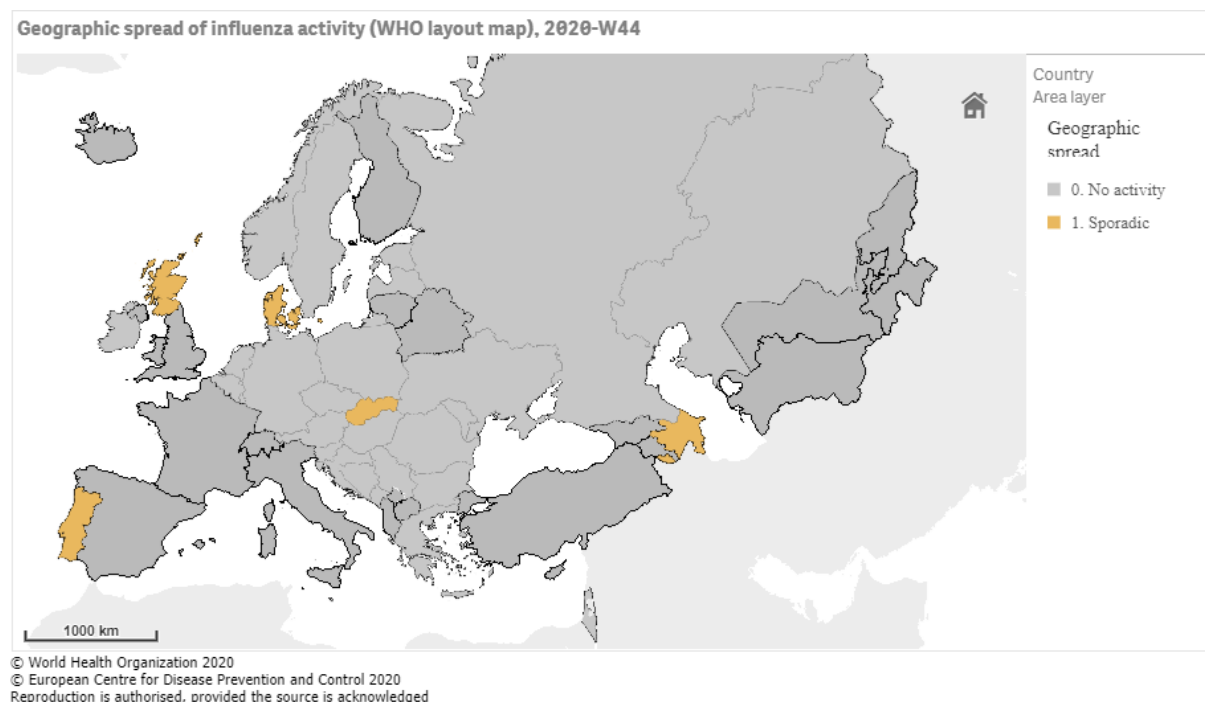 Geographic spread of influenza activity (WHO layout map), 2020-W44
Country
Area layer
Geographic
spread
0. No activity
1. Sporadic
1000 km
© World Health Organization 2020
© European Centre for Disease Prevention and Control 2020
Reproduction is authorised, provided the source is acknowledged